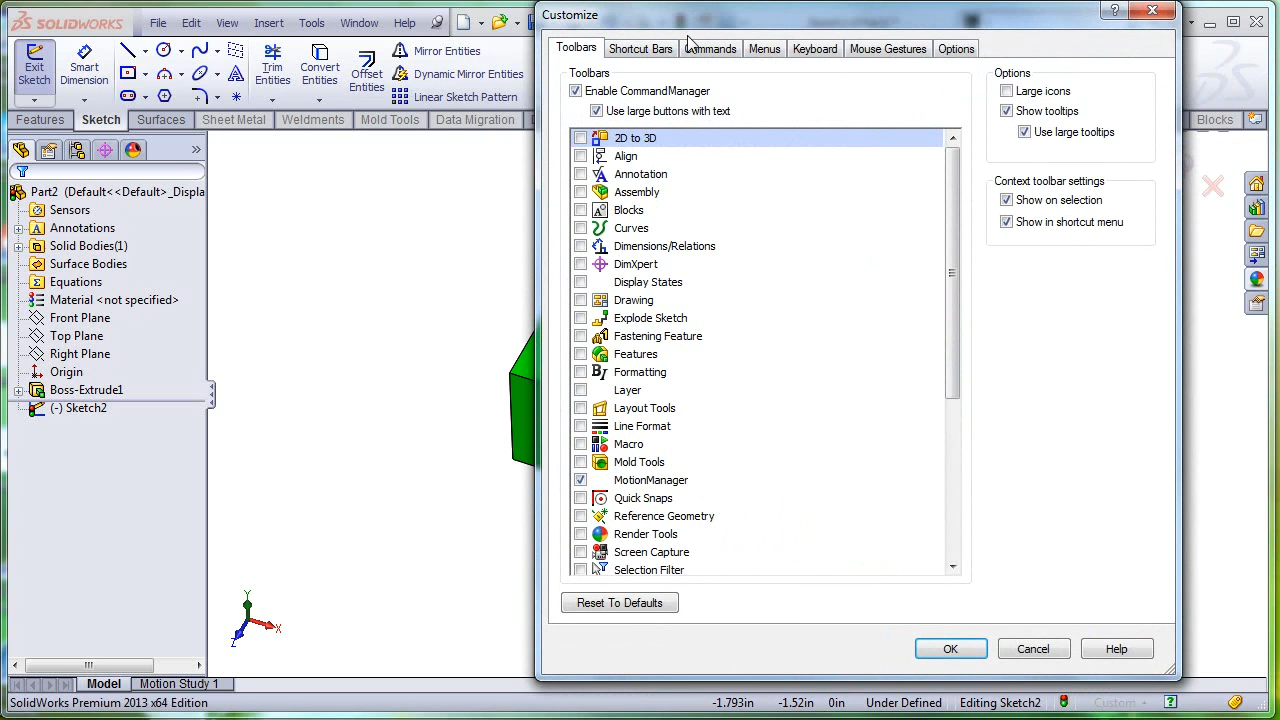 SOLIDWORKS File Edit View Insert Tools Window Help
Exit Sketch
Smart Dimension
Trim Entities
Convert Entities
Offset Entities
Mirror Entities
Dynamic Mirror Entities
Linear Sketch Pattern
Features Sketch Surfaces Sheet Metal Weldments Mold Tools Data Migration Blocks
Part2 (Default<<Default>_Displa
Sensors
Annotations
Solid Bodies(1)
Surface Bodies
Equations
Material <not specified>
Front Plane
Top Plane
Right Plane
Origin
Boss-Extrude1
(-) Sketch2
Y
X
Z
Model Motion Study 1
SolidWorks Premium 2013 x64 Edition -1.793in -1.52in 0in Under Defined Editing Sketch2 Custom
Customize
Toolbars Shortcut Bars Commands Menus Keyboard Mouse Gestures Options
Toolbars
Enable CommandManager
Use large buttons with text
2D to 3D
Align
Annotation
Assembly
Blocks
Curves
Dimensions/Relations
DimXpert
Display States
Drawing
Explode Sketch
Fastening Feature
Features
Formatting
Layer
Layout Tools
Line Format
Macro
Mold Tools
MotionManager
Quick Snaps
Reference Geometry
Render Tools
Screen Capture
Selection Filter
Reset To Defaults
Options
Large icons
Show tooltips
Use large tooltips
Context toolbar settings
Show on selection
Show in shortcut menu
OK Cancel Help